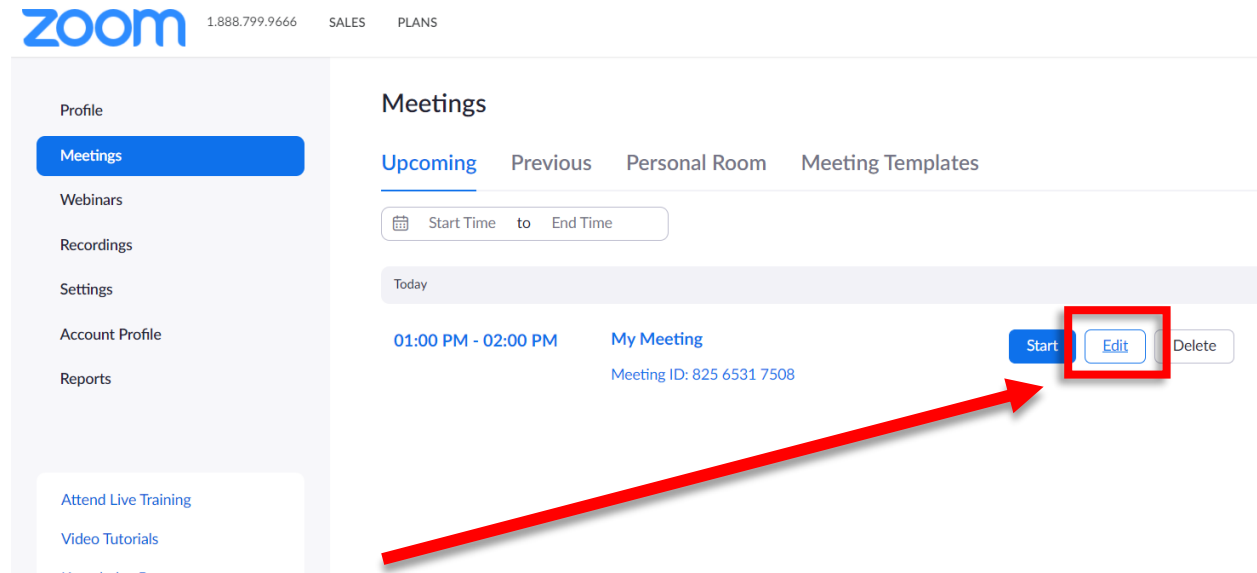 zoom 1.888.799.9666 SALES PLANS
Profile
Meetings
Webinars
Recordings
Settings
Account Profile
Reports
Attend Live Training
Video Tutorials
Meetings
Upcoming Previous Personal Room Meeting Templates
Start Time to End Time
Today
01:00 PM - 02:00 PM My Meeting Start Edit Delete
Meeting ID: 825 6531 7508